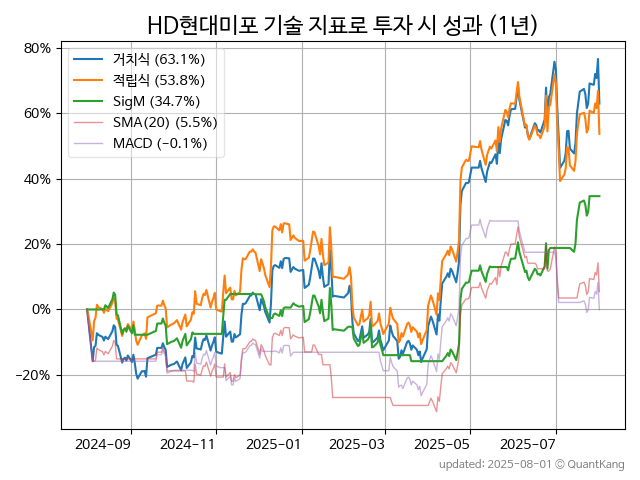 HD현대미포 기술 지표로 투자 시 성과 (1년)
80%
60%
40%
20%
0%
−20%
거치식 (63.1%)
적립식 (53.8%)
SigM (34.7%)
SMA(20) (5.5%)
MACD (−0.1%)
2024-09
2024-11
2025-01
2025-03
2025-05
2025-07
updated: 2025-08-01 © QuantKang